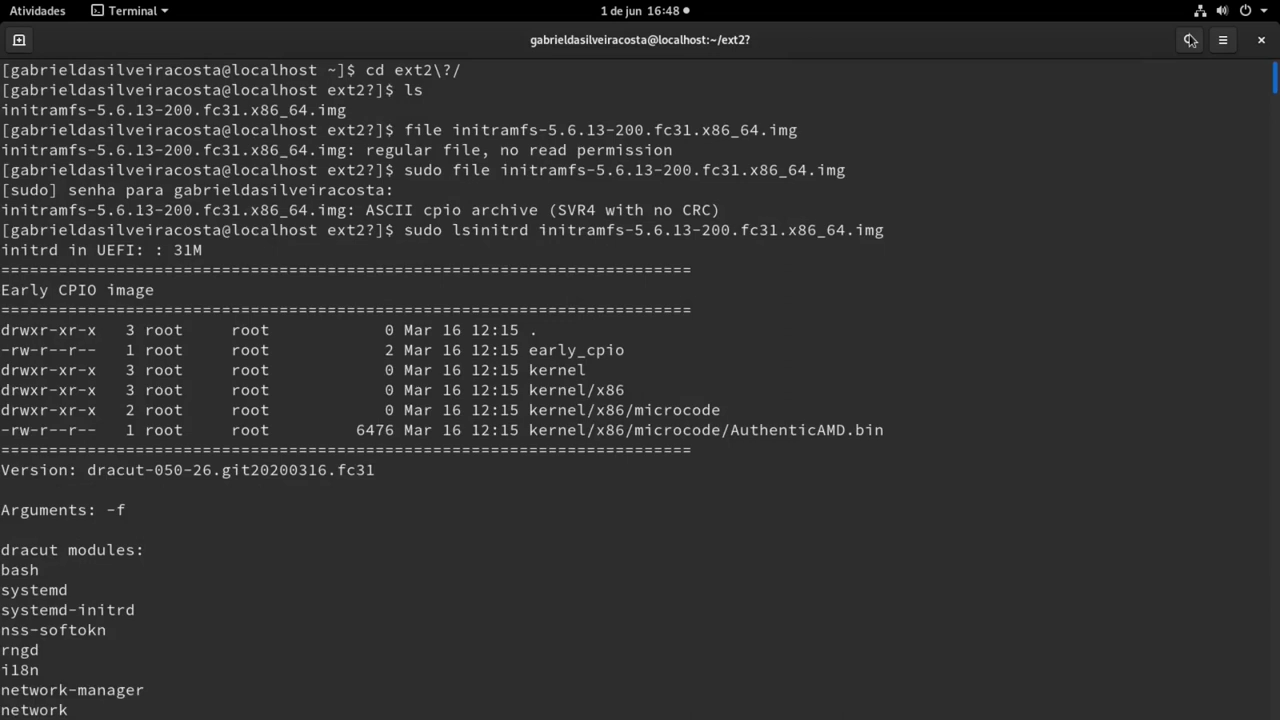 Atividades Terminal 1 de jun 16:48
gabrieldasilveiracosta@localhost:~/ext2?
[gabrieldasilveiracosta@localhost ~]$ cd ext2\?/
[gabrieldasilveiracosta@localhost ext2?]$ ls
initramfs-5.6.13-200.fc31.x86_64.img
[gabrieldasilveiracosta@localhost ext2?]$ file initramfs-5.6.13-200.fc31.x86_64.img
initramfs-5.6.13-200.fc31.x86_64.img: regular file, no read permission
[gabrieldasilveiracosta@localhost ext2?]$ sudo file initramfs-5.6.13-200.fc31.x86_64.img
[sudo] senha para gabrieldasilveiracosta:
initramfs-5.6.13-200.fc31.x86_64.img: ASCII cpio archive (SVR4 with no CRC)
[gabrieldasilveiracosta@localhost ext2?]$ sudo lsinitrd initramfs-5.6.13-200.fc31.x86_64.img
initrd in UEFI: : 31M
========================================================================
Early CPIO image
========================================================================
drwxr-xr-x   3 root     root            0 Mar 16 12:15 .
-rw-r--r--   1 root     root            2 Mar 16 12:15 early_cpio
drwxr-xr-x   3 root     root            0 Mar 16 12:15 kernel
drwxr-xr-x   3 root     root            0 Mar 16 12:15 kernel/x86
drwxr-xr-x   2 root     root            0 Mar 16 12:15 kernel/x86/microcode
-rw-r--r--   1 root     root         6476 Mar 16 12:15 kernel/x86/microcode/AuthenticAMD.bin
========================================================================
Version: dracut-050-26.git20200316.fc31
Arguments: -f
dracut modules:
bash
systemd
systemd-initrd
nss-softokn
rngd
i18n
network-manager
network